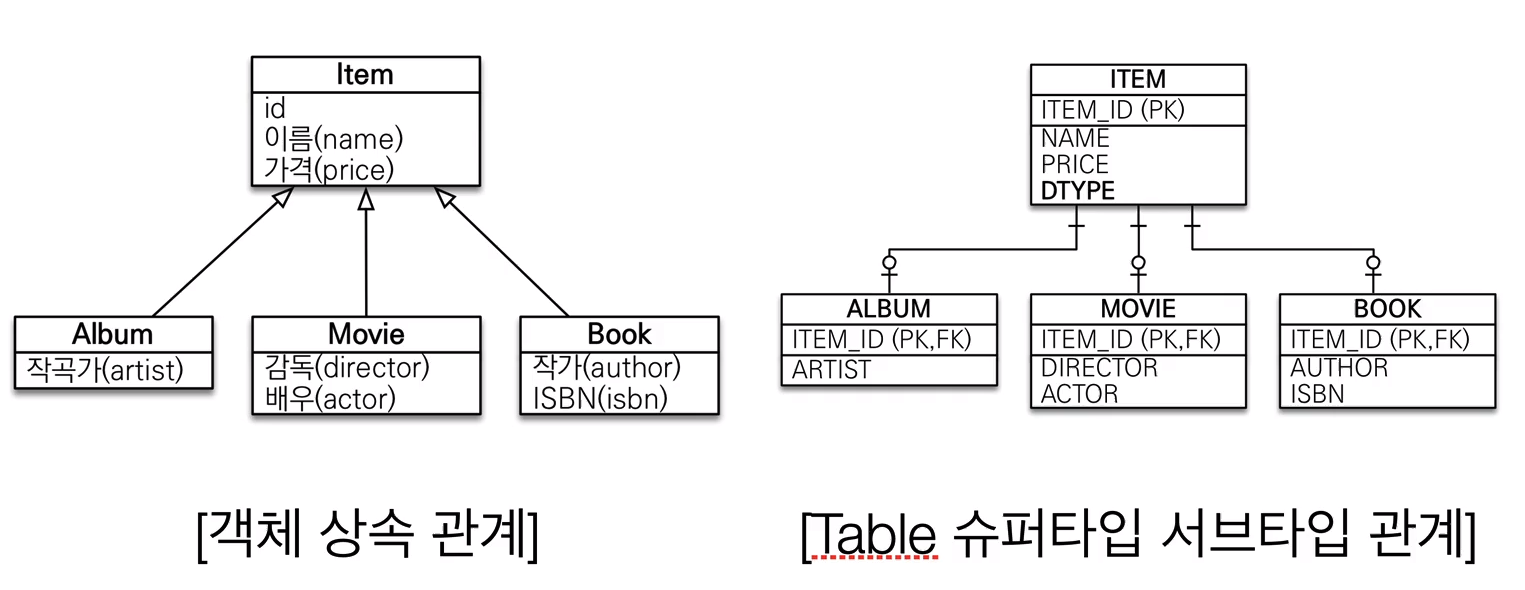 Item
id
이름(name)
가격(price)
Album
작곡가(artist)
Movie
감독(director)
배우(actor)
Book
작가(author)
ISBN(isbn)
[객체 상속 관계]
ITEM
ITEM_ID (PK)
NAME
PRICE
DTYPE
ALBUM
ITEM_ID (PK,FK)
ARTIST
MOVIE
ITEM_ID (PK,FK)
DIRECTOR
ACTOR
BOOK
ITEM_ID (PK,FK)
AUTHOR
ISBN
[Table 슈퍼타입 서브타입 관계]